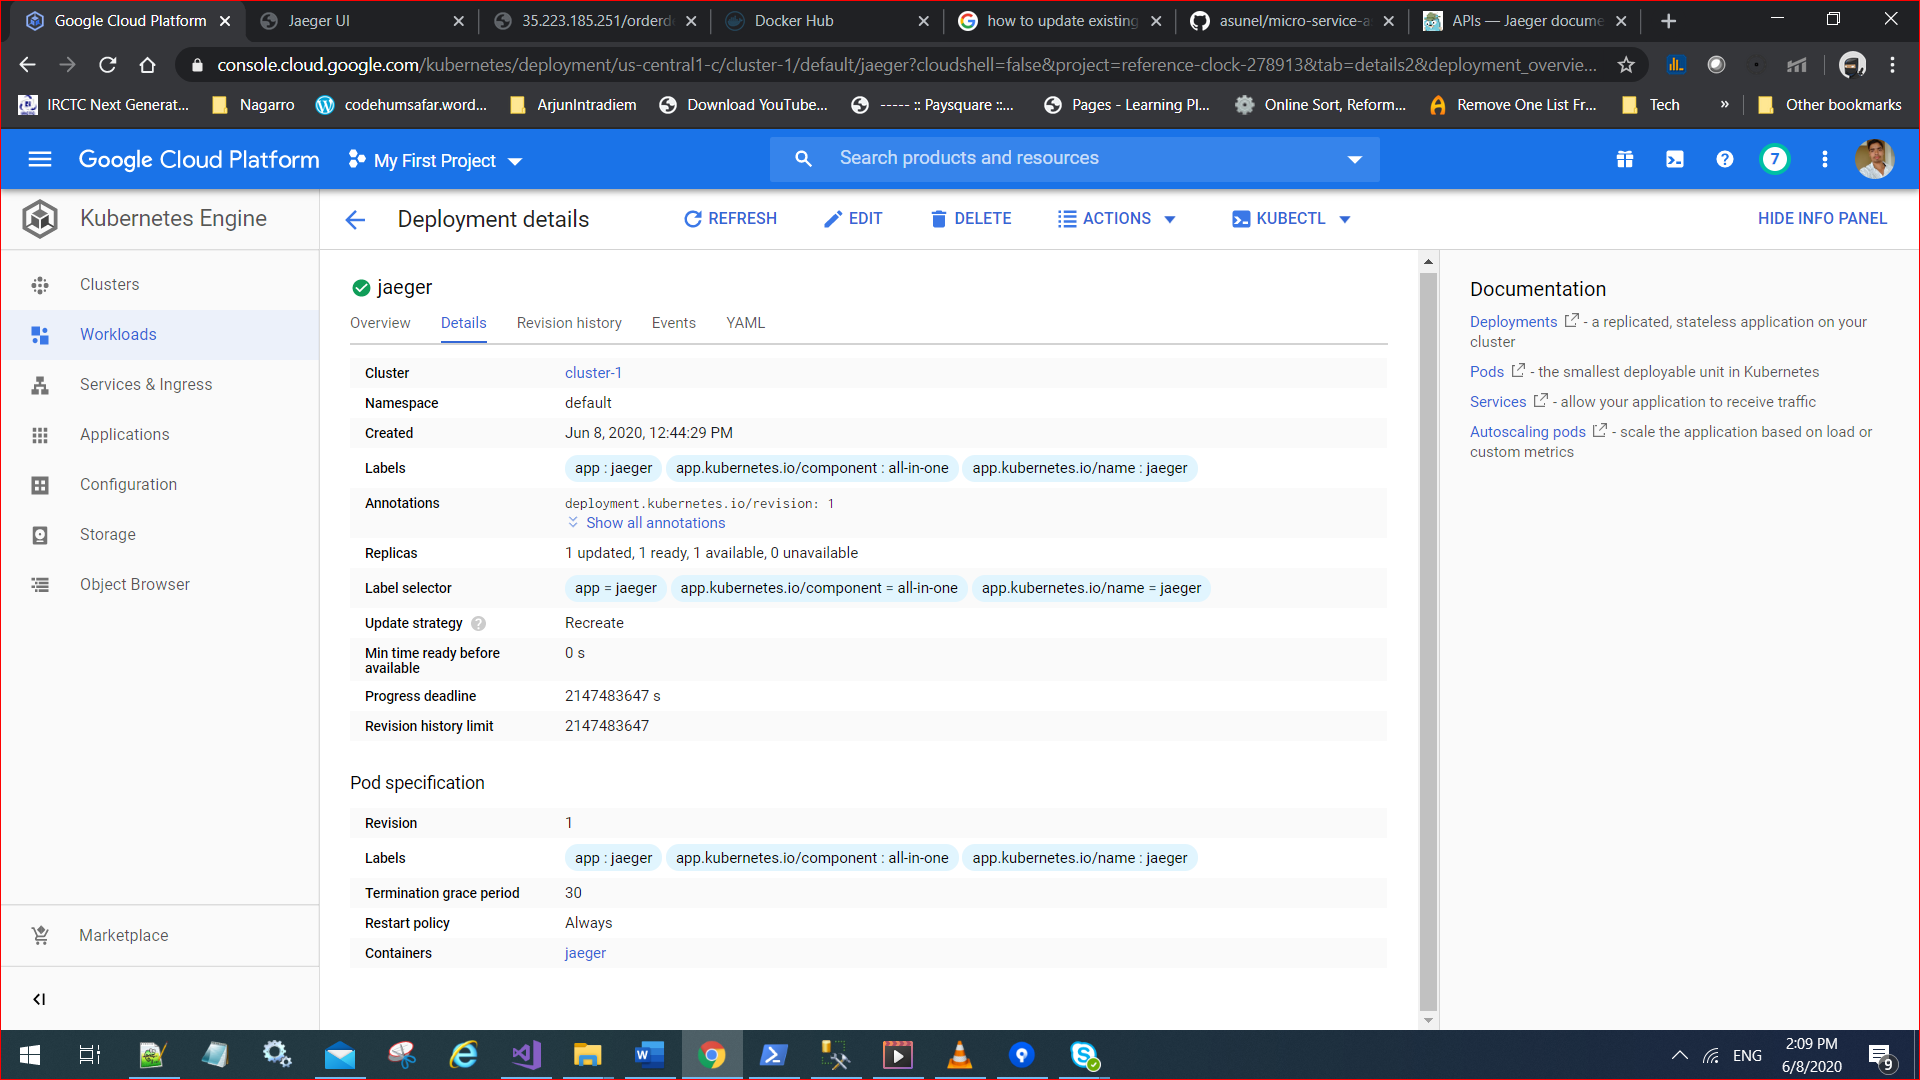 Google Cloud Platform
Jaeger UI
35.223.185.251/orderd
Docker Hub
how to update existing
asunel/micro-service-a
APIs — Jaeger docume
console.cloud.google.com/kubernetes/deployment/us-central1-c/cluster-1/default/jaeger?cloudshell=false&project=reference-clock-278913&tab=details2&deployment_overvie...
IRCTC Next Generat...
Nagarro
codehumsafar.word...
ArjunIntradiem
Download YouTube...
----- :: Paysquare ::...
Pages - Learning Pl...
Online Sort, Reform...
Remove One List Fr...
Tech
»
Other bookmarks
Google Cloud Platform
My First Project
Search products and resources
7
Kubernetes Engine
Deployment details
REFRESH
EDIT
DELETE
ACTIONS
KUBECTL
HIDE INFO PANEL
Clusters
Workloads
Services & Ingress
Applications
Configuration
Storage
Object Browser
Marketplace
jaeger
Overview Details Revision history Events YAML
Cluster cluster-1
Namespace default
Created Jun 8, 2020, 12:44:29 PM
Labels app : jaeger app.kubernetes.io/component : all-in-one app.kubernetes.io/name : jaeger
Annotations deployment.kubernetes.io/revision: 1
Show all annotations
Replicas 1 updated, 1 ready, 1 available, 0 unavailable
Label selector app = jaeger app.kubernetes.io/component = all-in-one app.kubernetes.io/name = jaeger
Update strategy ? Recreate
Min time ready before 0 s
available
Progress deadline 2147483647 s
Revision history limit 2147483647
Pod specification
Revision 1
Labels app : jaeger app.kubernetes.io/component : all-in-one app.kubernetes.io/name : jaeger
Termination grace period 30
Restart policy Always
Containers jaeger
Documentation
Deployments - a replicated, stateless application on your
cluster
Pods - the smallest deployable unit in Kubernetes
Services - allow your application to receive traffic
Autoscaling pods - scale the application based on load or
custom metrics
ENG
2:09 PM
6/8/2020
9